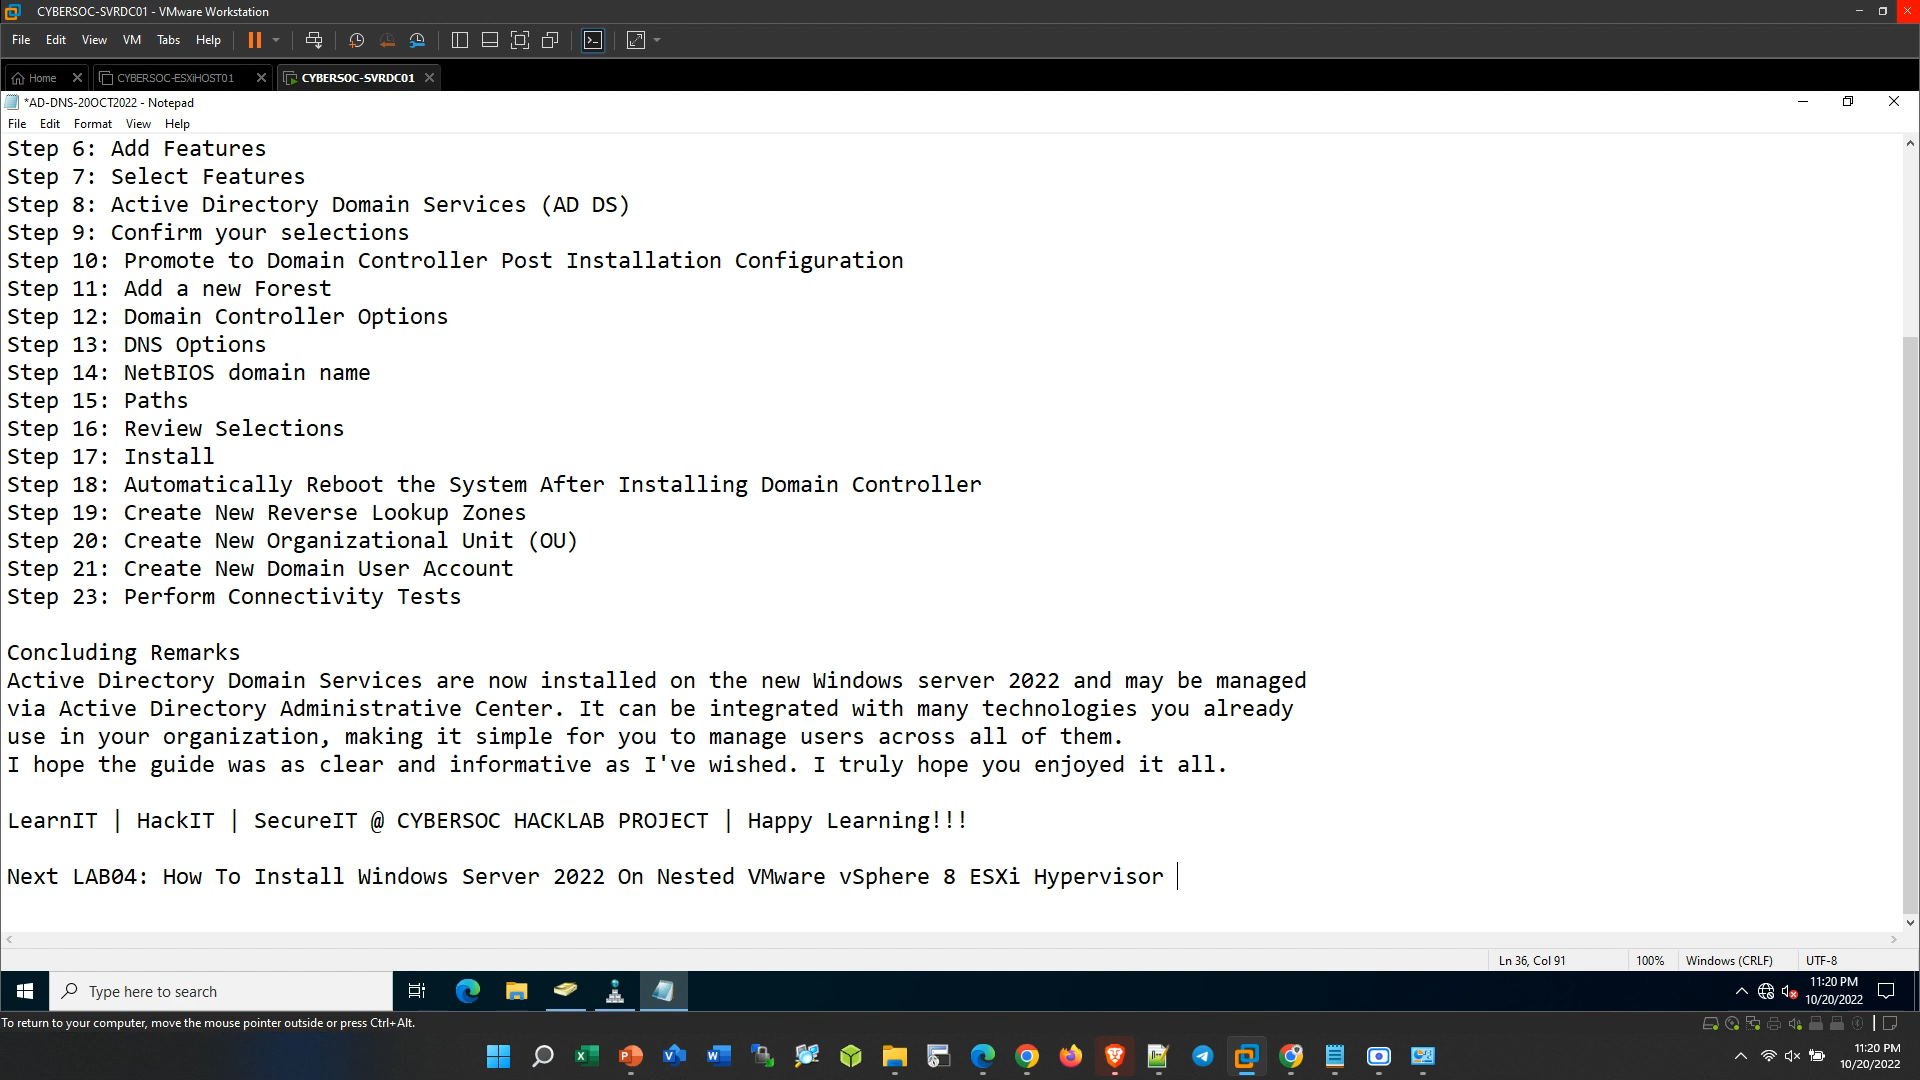 CYBERSOC-SVRDC01 - VMware Workstation
File Edit View VM Tabs Help
Home CYBERSOC-ESXiHOST01 CYBERSOC-SVRDC01
*AD-DNS-20OCT2022 - Notepad
File Edit Format View Help
Step 6: Add Features
Step 7: Select Features
Step 8: Active Directory Domain Services (AD DS)
Step 9: Confirm your selections
Step 10: Promote to Domain Controller Post Installation Configuration
Step 11: Add a new Forest
Step 12: Domain Controller Options
Step 13: DNS Options
Step 14: NetBIOS domain name
Step 15: Paths
Step 16: Review Selections
Step 17: Install
Step 18: Automatically Reboot the System After Installing Domain Controller
Step 19: Create New Reverse Lookup Zones
Step 20: Create New Organizational Unit (OU)
Step 21: Create New Domain User Account
Step 23: Perform Connectivity Tests
Concluding Remarks
Active Directory Domain Services are now installed on the new Windows server 2022 and may be managed
via Active Directory Administrative Center. It can be integrated with many technologies you already
use in your organization, making it simple for you to manage users across all of them.
I hope the guide was as clear and informative as I've wished. I truly hope you enjoyed it all.
LearnIT | HackIT | SecureIT @ CYBERSOC HACKLAB PROJECT | Happy Learning!!!
Next LAB04: How To Install Windows Server 2022 On Nested VMware vSphere 8 ESXi Hypervisor
Ln 36, Col 91 100% Windows (CRLF) UTF-8
Type here to search
11:20 PM
10/20/2022
To return to your computer, move the mouse pointer outside or press Ctrl+Alt.
11:20 PM
10/20/2022